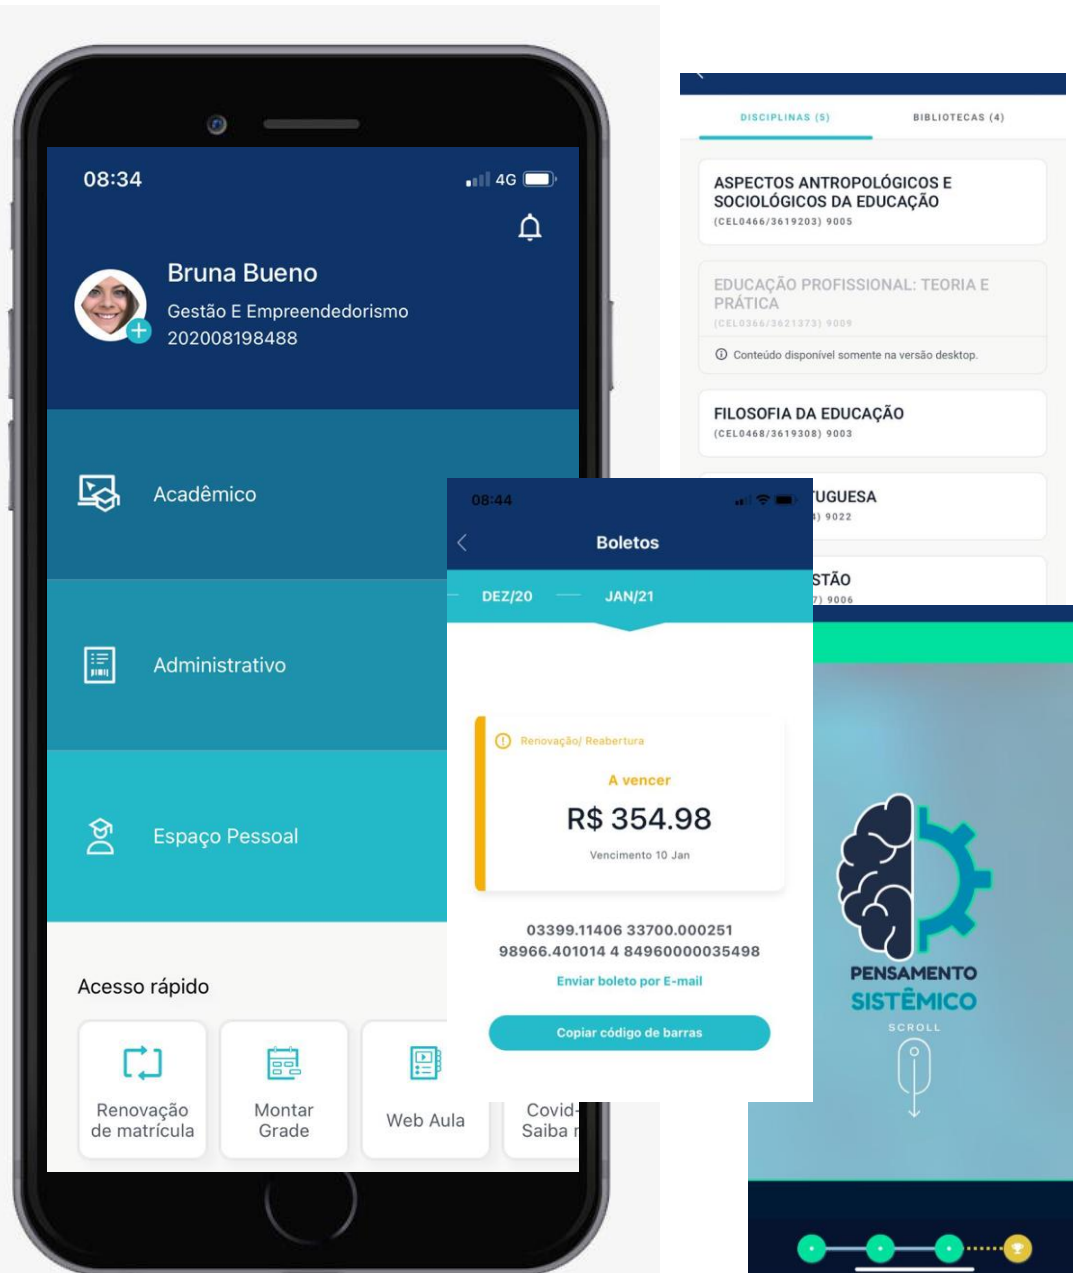 08:34
4G
Bruna Bueno
Gestão E Empreendedorismo
202008198488
Acadêmico
Administrativo
Espaço Pessoal
Acesso rápido
Renovação
de matrícula
Montar
Grade
Web Aula
Covid-
Saiba
DISCIPLINAS (5)
BIBLIOTECAS (4)
ASPECTOS ANTROPOLÓGICOS E
SOCIOLÓGICOS DA EDUCAÇÃO
(CEL0466/3619203) 9005
EDUCAÇÃO PROFISSIONAL: TEORIA E
PRÁTICA
(CEL0366/3621373) 9009
Conteúdo disponível somente na versão desktop.
FILOSOFIA DA EDUCAÇÃO
(CEL0468/3619308) 9003
TUGUESA
4) 9022
STÃO
7) 9006
08:44
Boletos
DEZ/20
JAN/21
Renovação/ Reabertura
A vencer
R$ 354.98
Vencimento 10 Jan
03399.11406 33700.000251
98966.401014 4 84960000035498
Enviar boleto por E-mail
Copiar código de barras
PENSAMENTO
SISTÊMICO
SCROLL